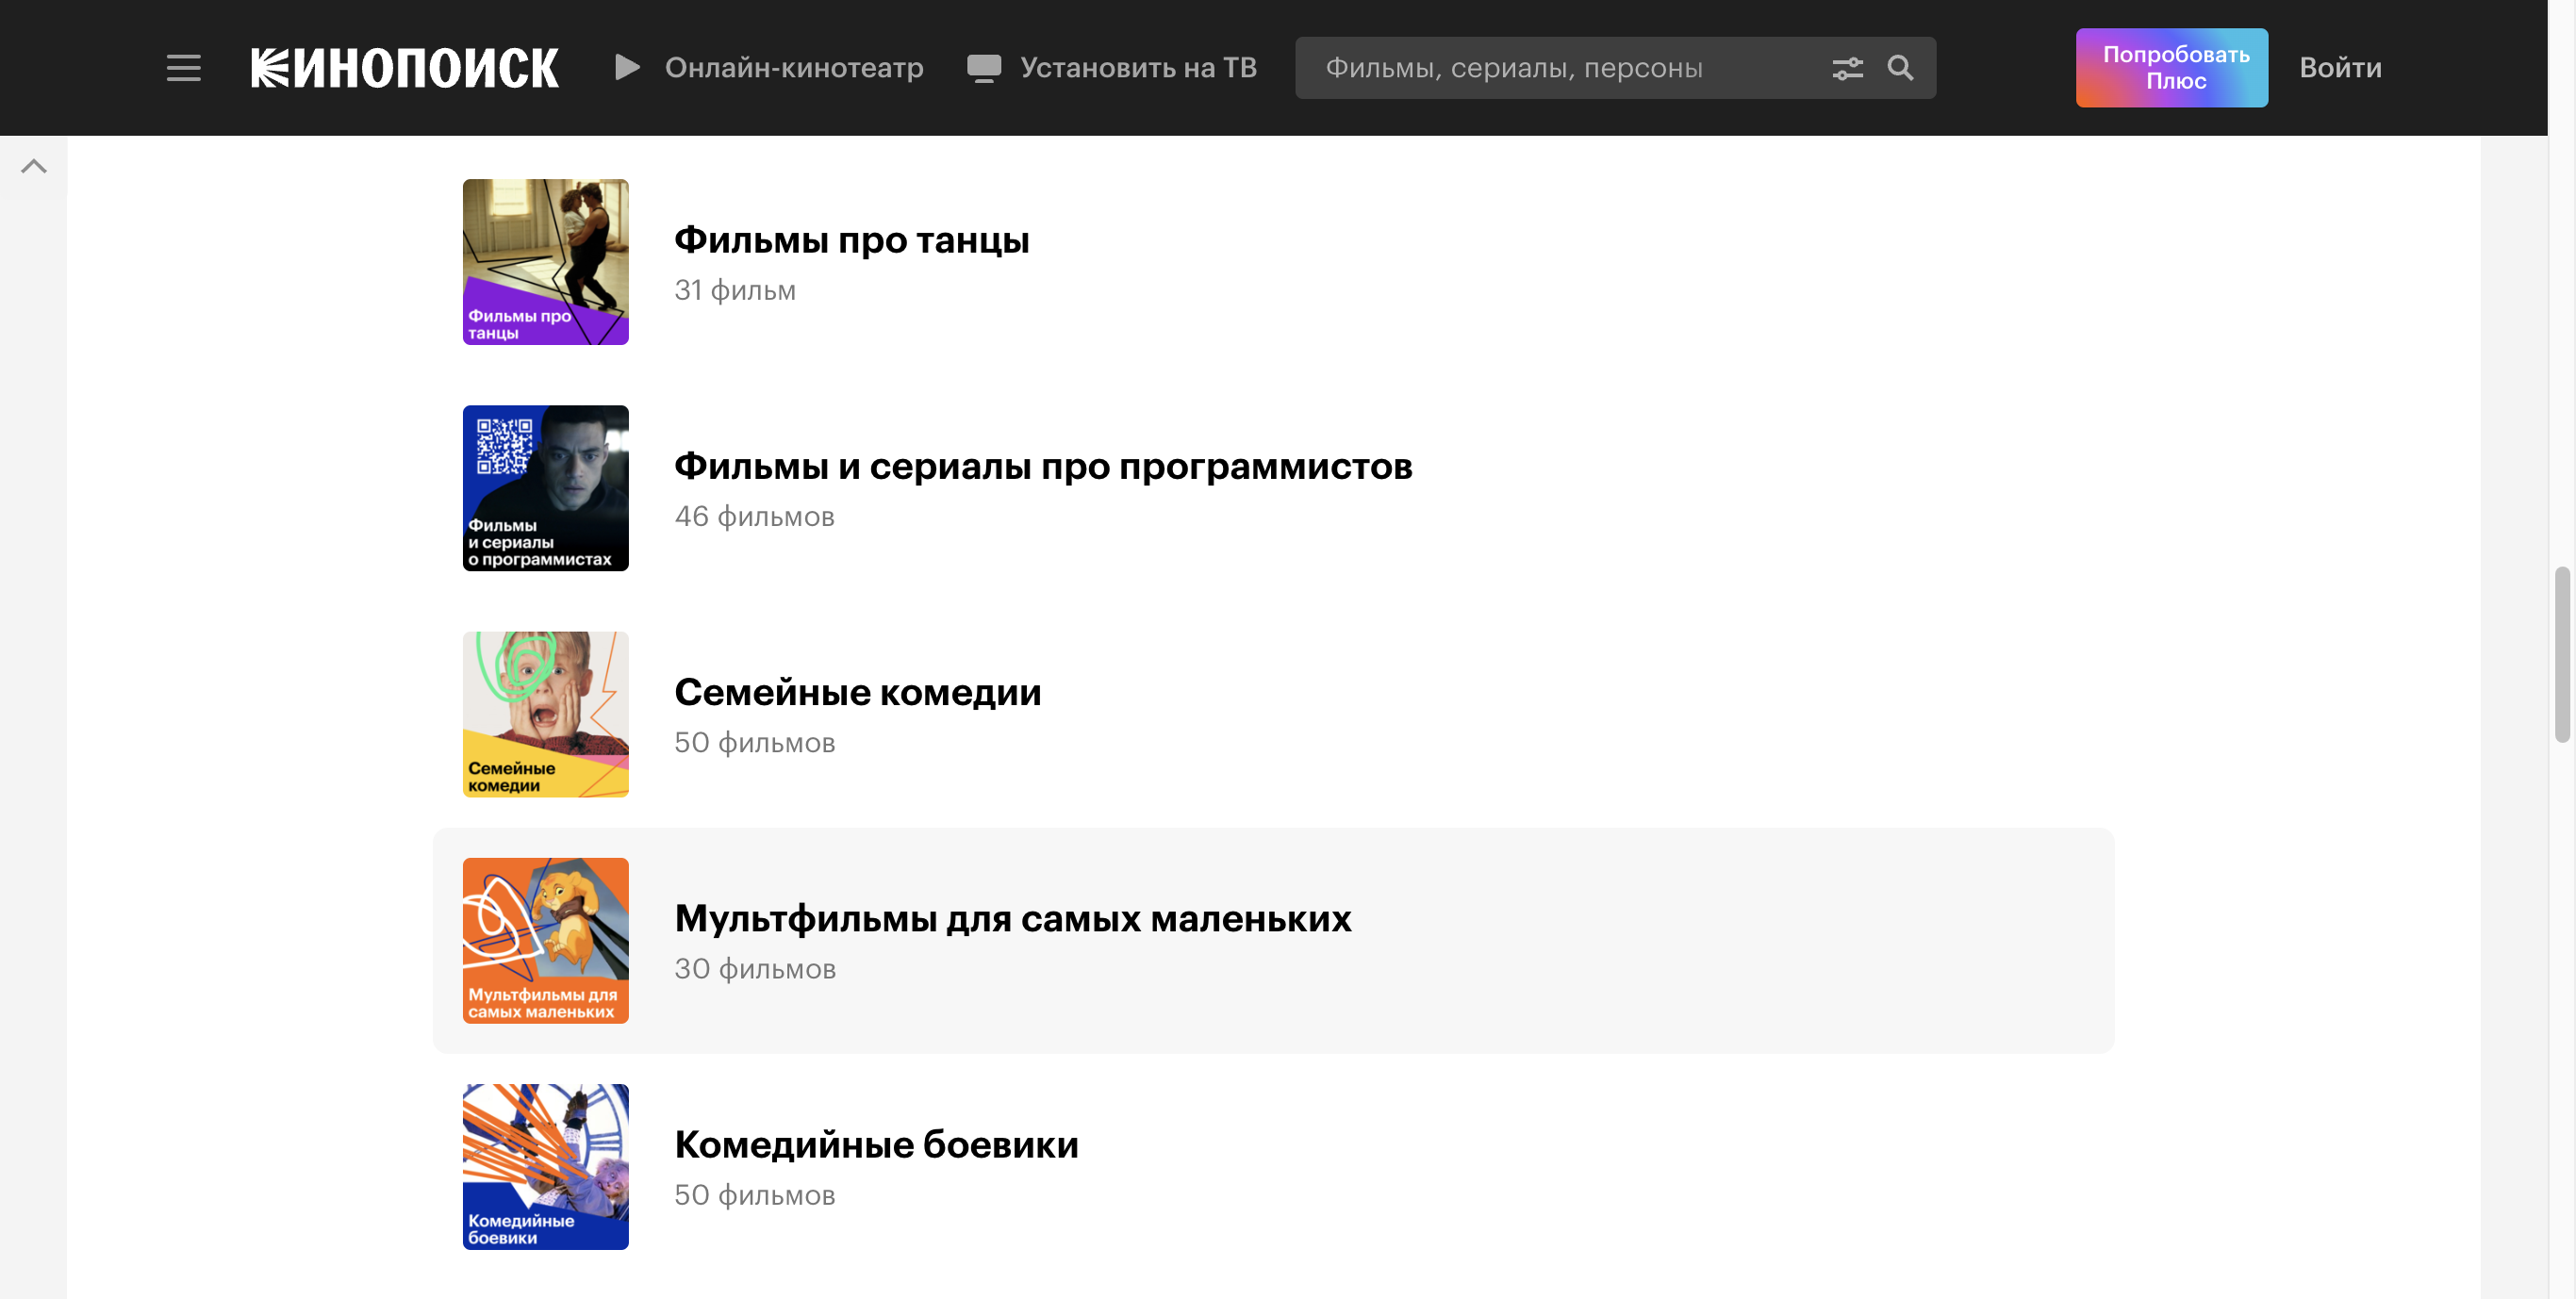 КИНОПОИСК
Онлайн-кинотеатр
Установить на ТВ
Фильмы, сериалы, персоны
Попробовать
Плюс
Войти
Фильмы про
танцы
Фильмы про танцы
31 фильм
Фильмы
и сериалы
о программистах
Фильмы и сериалы про программистов
46 фильмов
Семейные
комедии
Семейные комедии
50 фильмов
Мультфильмы для
самых маленьких
Мультфильмы для самых маленьких
30 фильмов
Комедийные
боевики
Комедийные боевики
50 фильмов